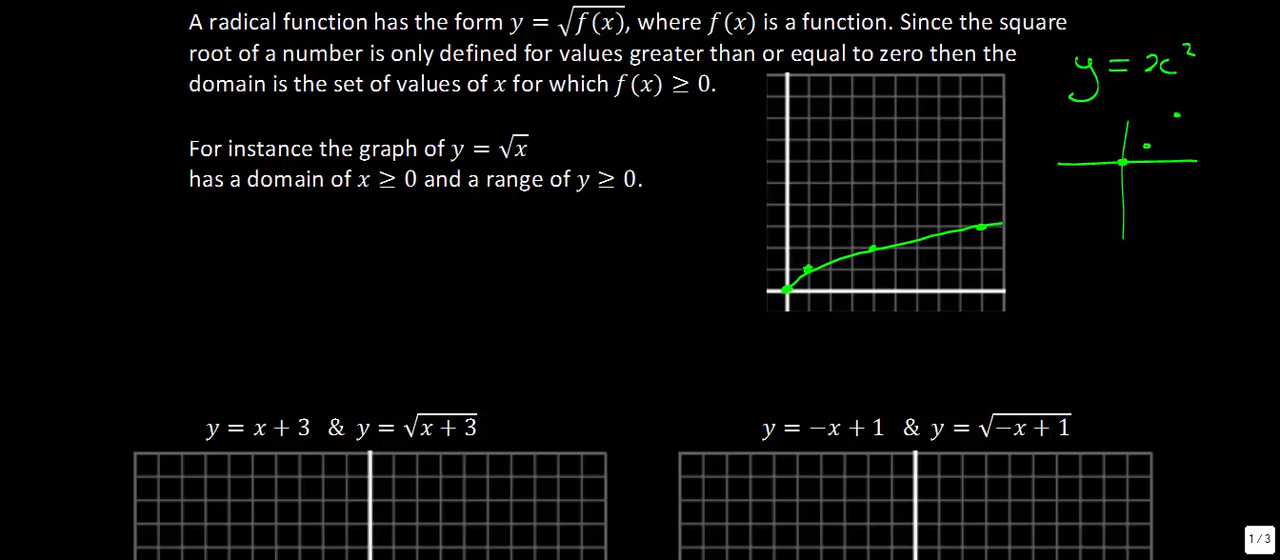 A radical function has the form y = √f(x), where f(x) is a function. Since the square
root of a number is only defined for values greater than or equal to zero then the
domain is the set of values of x for which f(x) ≥ 0.
y = x²
For instance the graph of y = √x
has a domain of x ≥ 0 and a range of y ≥ 0.
y = x + 3 & y = √(x + 3)
y = −x + 1 & y = √(−x + 1)
1 / 3